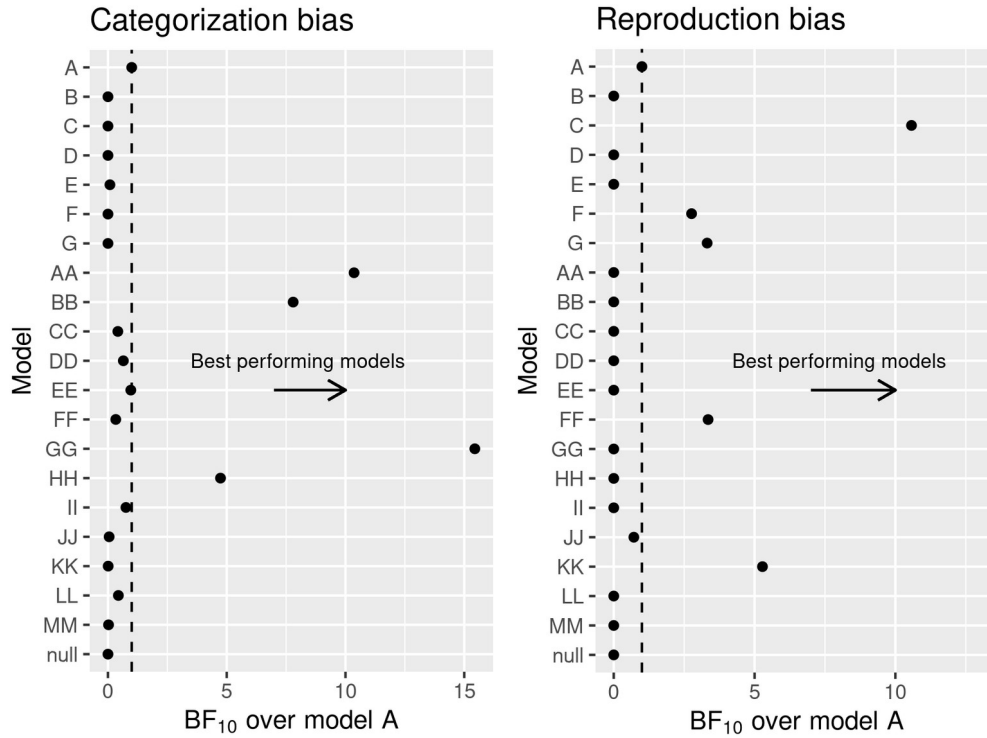 Categorization bias
Model
A
B
C
D
E
F
G
AA
BB
CC
DD
EE
FF
GG
HH
II
JJ
KK
LL
MM
null
Best performing models
0 5 10 15
BF₁₀ over model A
Reproduction bias
Model
A
B
C
D
E
F
G
AA
BB
CC
DD
EE
FF
GG
HH
II
JJ
KK
LL
MM
null
Best performing models
0 5 10
BF₁₀ over model A